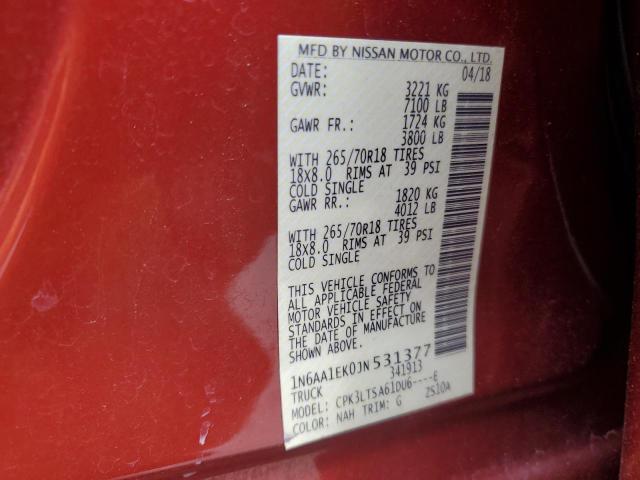 MFD BY NISSAN MOTOR CO., LTD.
DATE: 04/18
GVWR: 3221 KG
7100 LB
GAWR FR.: 1724 KG
3800 LB
WITH 265/70R18 TIRES
18X8.0 RIMS AT 39 PSI
COLD SINGLE
GAWR RR.: 1820 KG
4012 LB
WITH 265/70R18 TIRES
18X8.0 RIMS AT 39 PSI
COLD SINGLE
THIS VEHICLE CONFORMS TO
ALL APPLICABLE FEDERAL
MOTOR VEHICLE SAFETY
STANDARDS IN EFFECT ON
THE DATE OF MANUFACTURE
SHOWN ABOVE.
1N6AA1EK0JN531377
TRUCK 341913
MODEL: CPK3LTSA61DU6----E
COLOR: NAH TRIM: G ZS10A